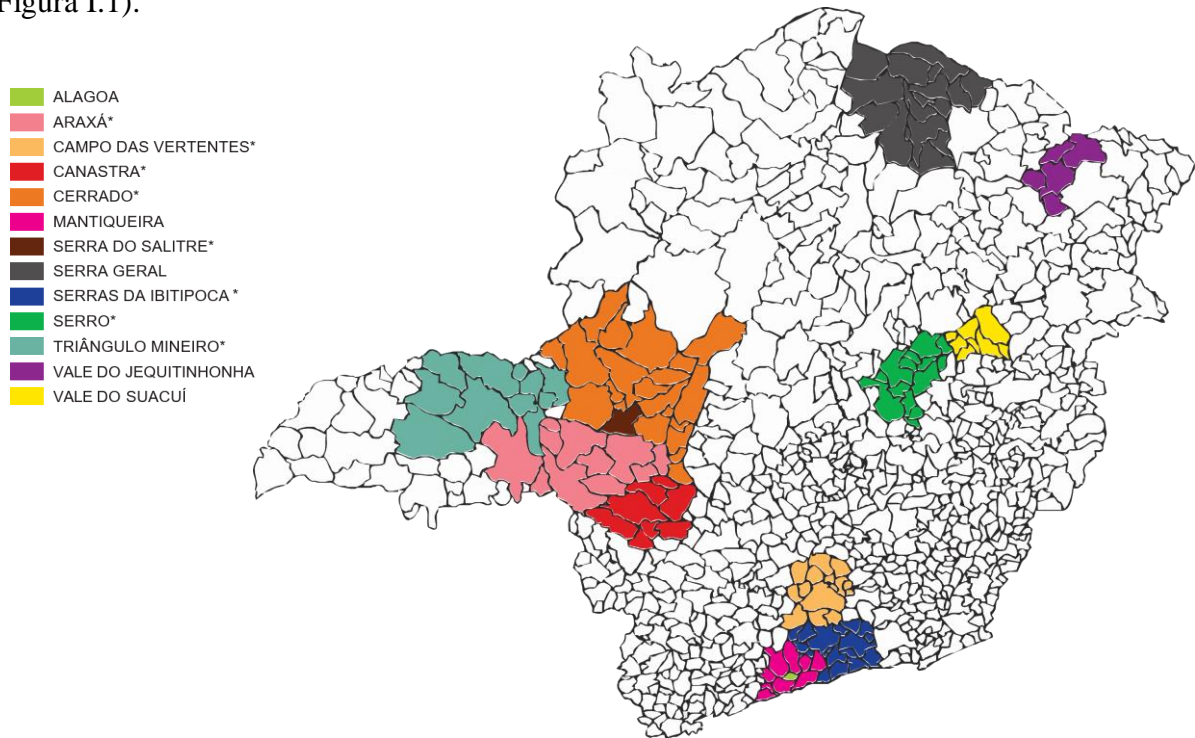 Figura I.1).
ALAGOA
ARAXÁ*
CAMPO DAS VERTENTES*
CANASTRA*
CERRADO*
MANTIQUEIRA
SERRA DO SALITRE*
SERRA GERAL
SERRAS DA IBITIPOCA *
SERRO*
TRIÂNGULO MINEIRO*
VALE DO JEQUITINHONHA
VALE DO SUACUÍ